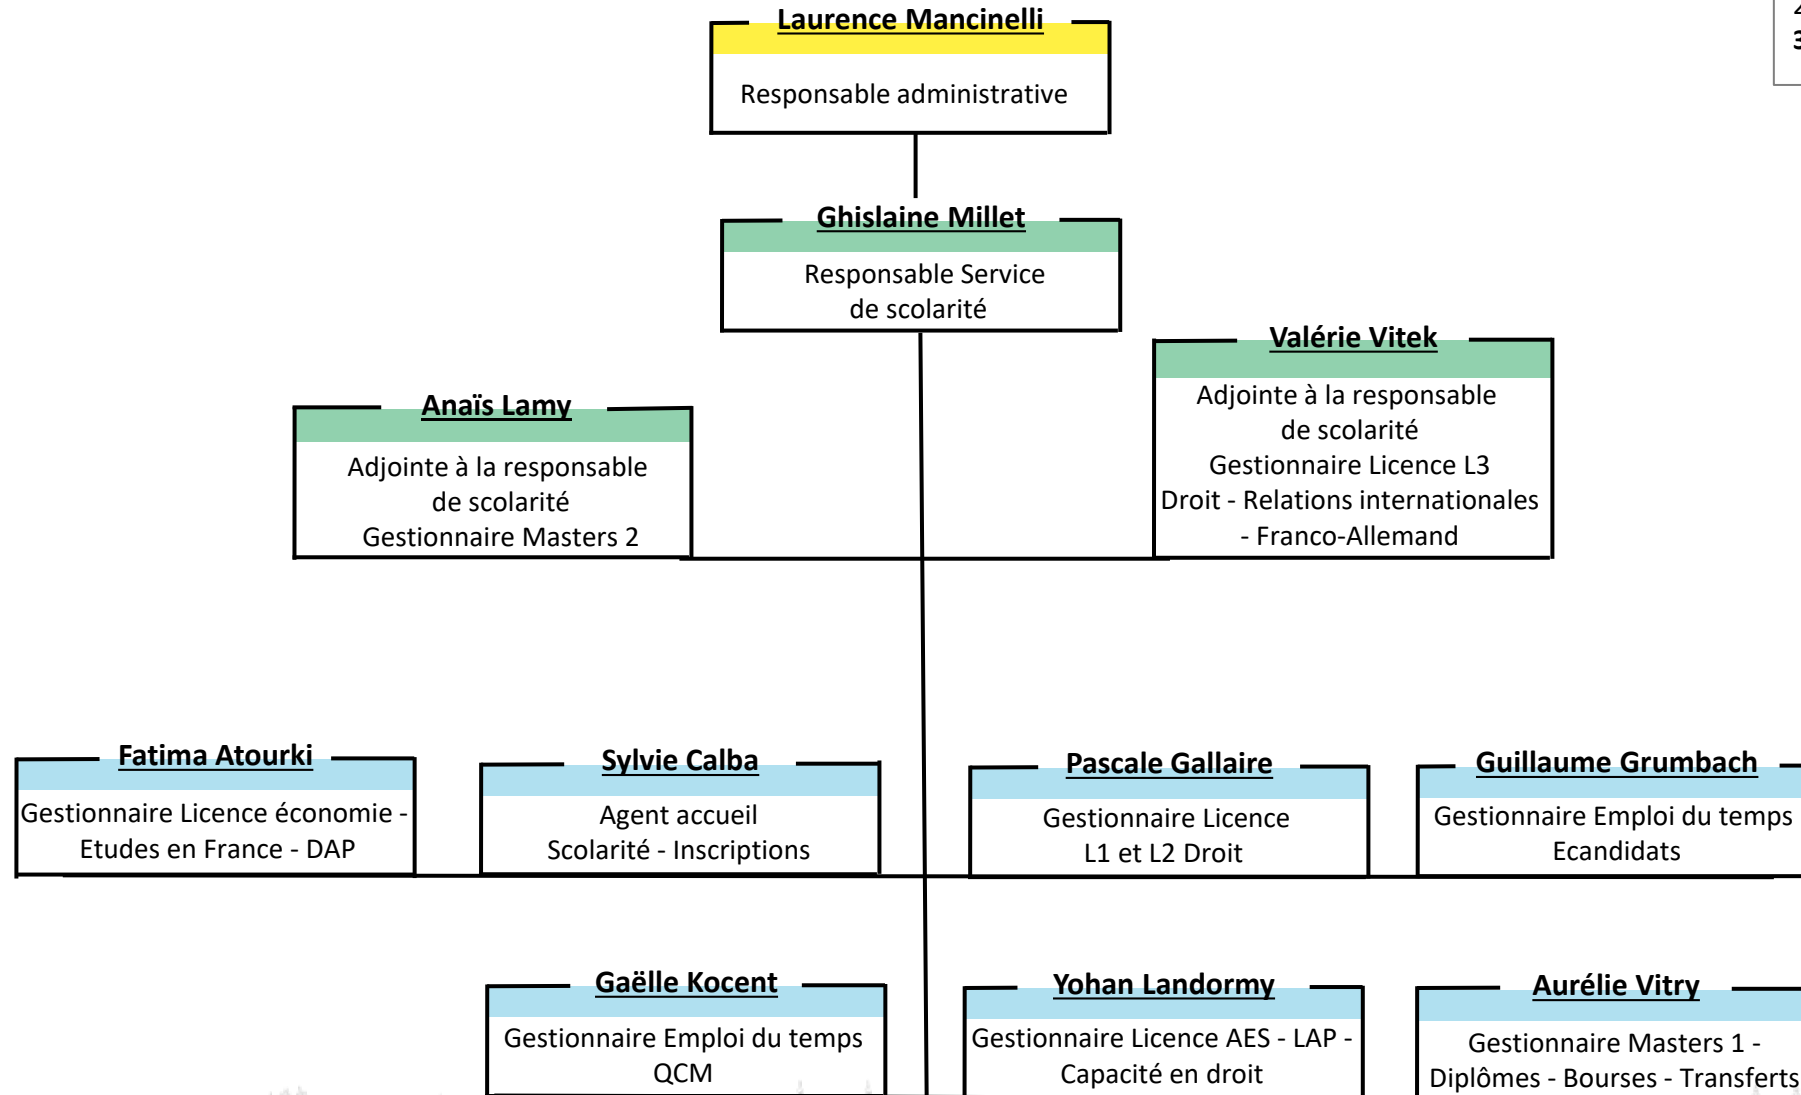 Laurence Mancinelli
Responsable administrative
Ghislaine Millet
Responsable Service
de scolarité
Valérie Vitek
Adjointe à la responsable
de scolarité
Gestionnaire Licence L3
Droit - Relations internationales
- Franco-Allemand
Anaïs Lamy
Adjointe à la responsable
de scolarité
Gestionnaire Masters 2
Fatima Atourki
Gestionnaire Licence économie -
Etudes en France - DAP
Sylvie Calba
Agent accueil
Scolarité - Inscriptions
Pascale Gallaire
Gestionnaire Licence
L1 et L2 Droit
Guillaume Grumbach
Gestionnaire Emploi du temps
Ecandidats
Gaëlle Kocent
Gestionnaire Emploi du temps
QCM
Yohan Landormy
Gestionnaire Licence AES - LAP -
Capacité en droit
Aurélie Vitry
Gestionnaire Masters 1 -
Diplômes - Bourses - Transferts